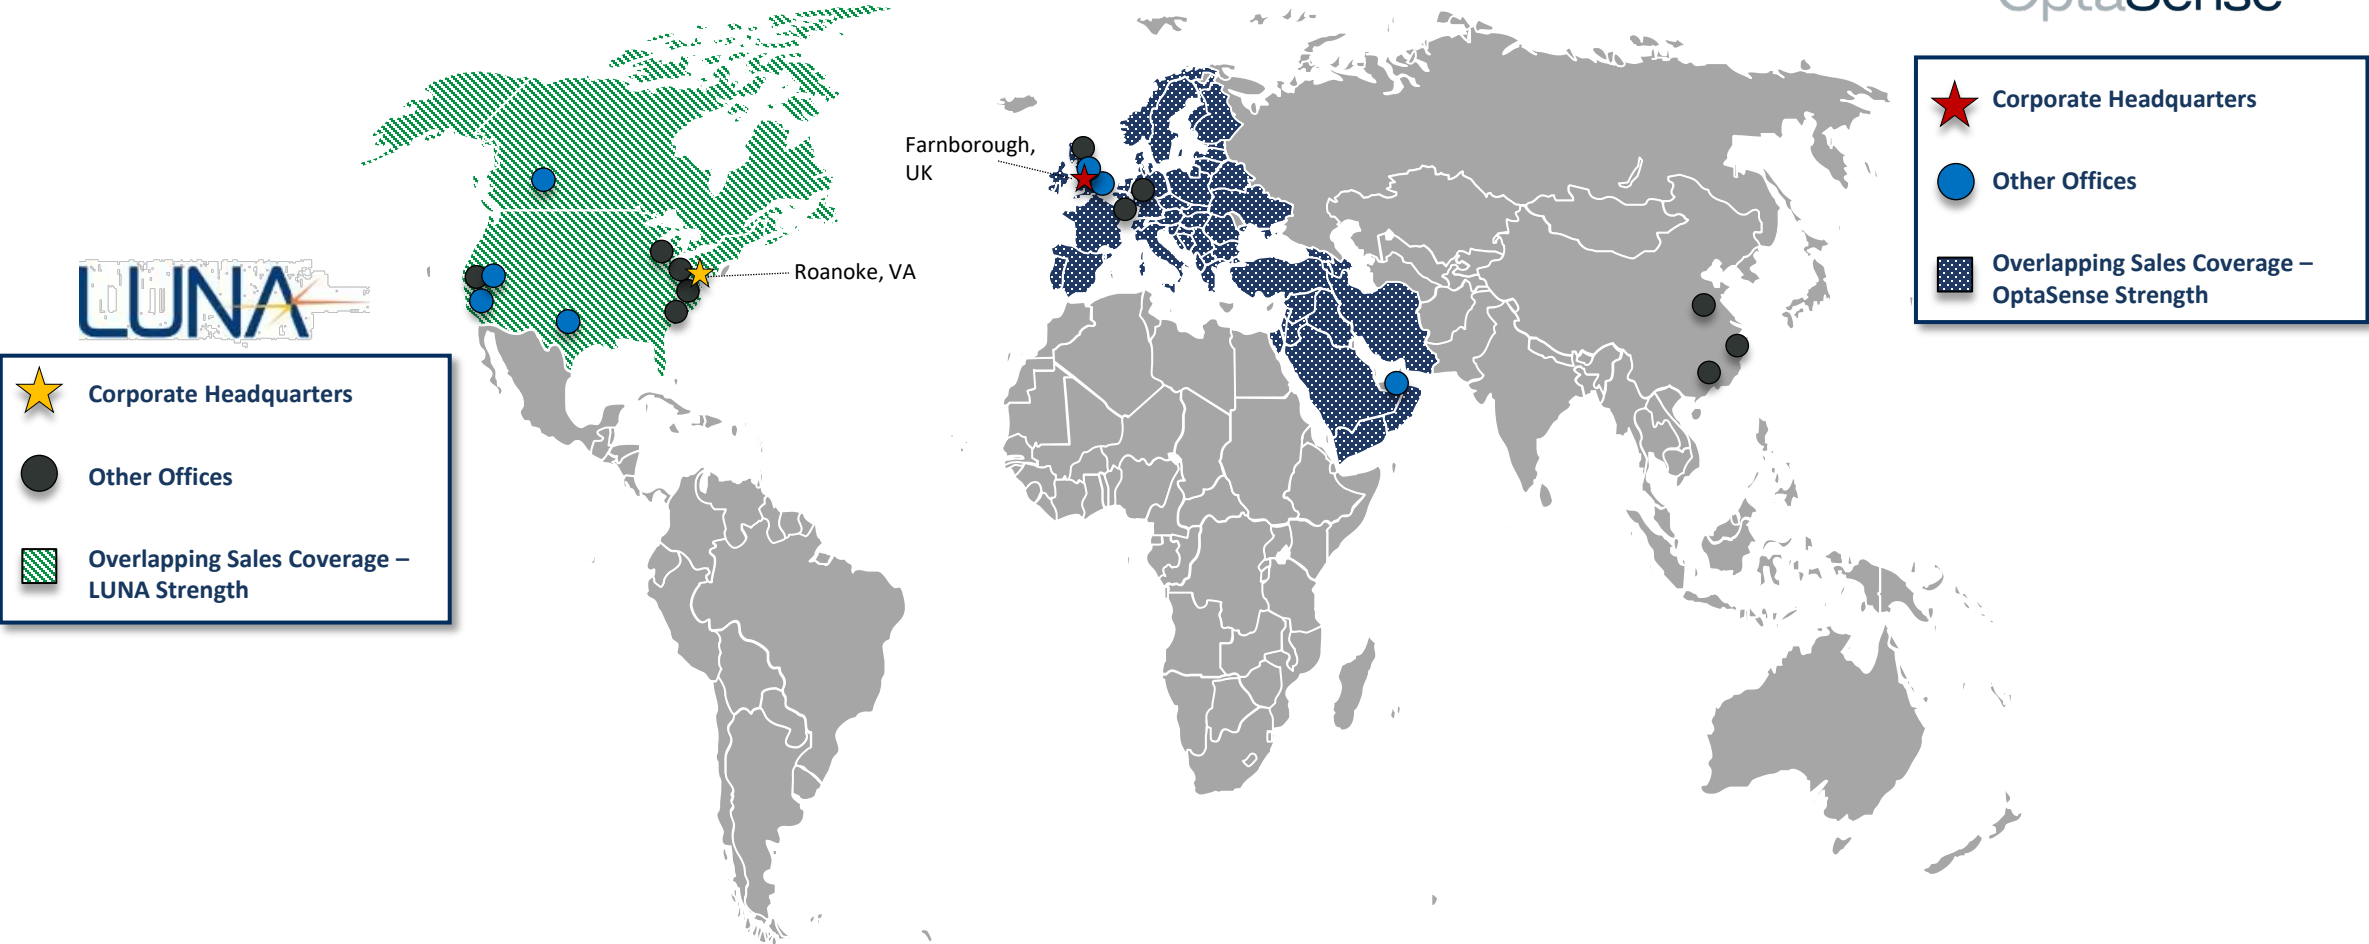 OptaSense
Corporate Headquarters
Other Offices
Overlapping Sales Coverage –
OptaSense Strength
Farnborough,
UK
Roanoke, VA
LUNA
Corporate Headquarters
Other Offices
Overlapping Sales Coverage –
LUNA Strength